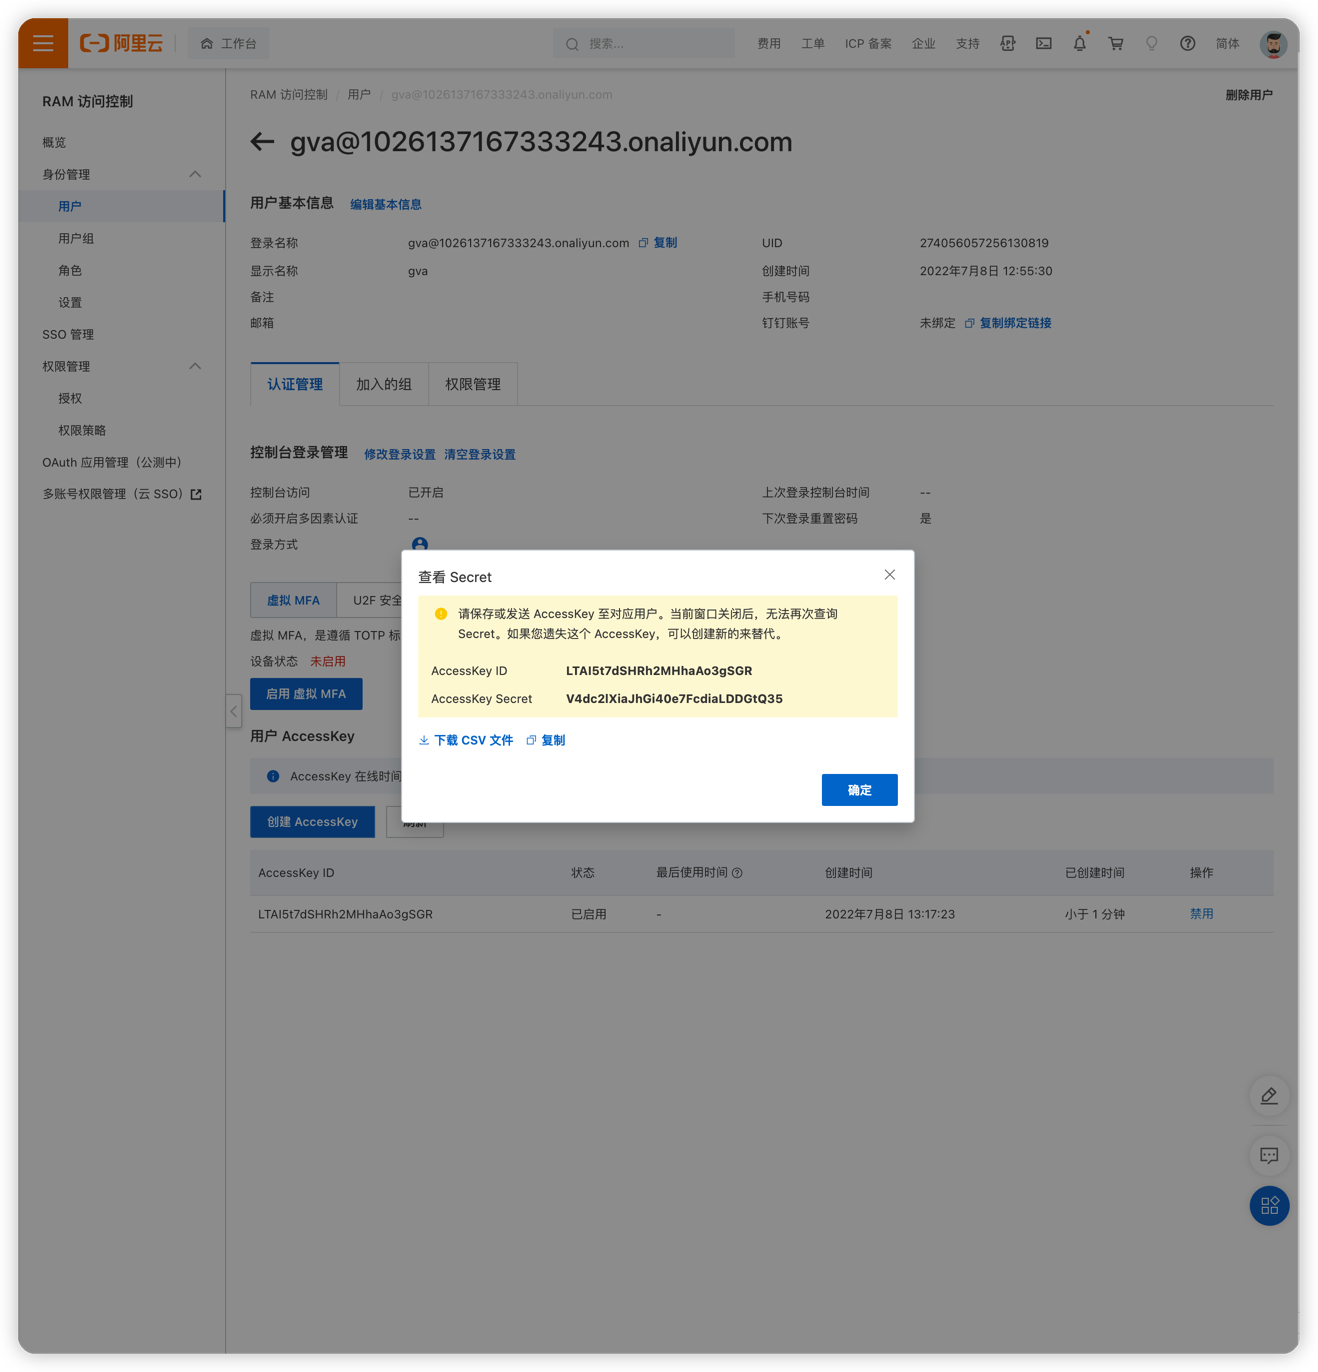 阿里云
工作台
搜索...
费用
工单
ICP 备案
企业
支持
简体
RAM 访问控制
概览
身份管理
用户
用户组
角色
设置
SSO 管理
权限管理
授权
权限策略
OAuth 应用管理（公测中）
多账号权限管理（云 SSO）
RAM 访问控制 / 用户 / gva@1026137167333243.onaliyun.com
删除用户
gva@1026137167333243.onaliyun.com
用户基本信息 编辑基本信息
登录名称 gva@1026137167333243.onaliyun.com 复制 UID 274056057256130819
显示名称 gva 创建时间 2022年7月8日 12:55:30
备注 手机号码
邮箱 钉钉账号 未绑定 复制绑定链接
认证管理 加入的组 权限管理
控制台登录管理 修改登录设置 清空登录设置
控制台访问 已开启 上次登录控制台时间 --
必须开启多因素认证 -- 下次登录重置密码 是
登录方式
虚拟 MFA U2F 安全
虚拟 MFA，是遵循 TOTP 标
设备状态 未启用
启用 虚拟 MFA
用户 AccessKey
AccessKey 在线时间
创建 AccessKey 刷新
AccessKey ID 状态 最后使用时间 创建时间 已创建时间 操作
LTAI5t7dSHRh2MHhaAo3gSGR 已启用 - 2022年7月8日 13:17:23 小于 1 分钟 禁用
查看 Secret
请保存或发送 AccessKey 至对应用户。当前窗口关闭后，无法再次查询
Secret。如果您遗失这个 AccessKey，可以创建新的来替代。
AccessKey ID LTAI5t7dSHRh2MHhaAo3gSGR
AccessKey Secret V4dc2lXiaJhGi40e7FcdiaLDDGtQ35
下载 CSV 文件 复制
确定